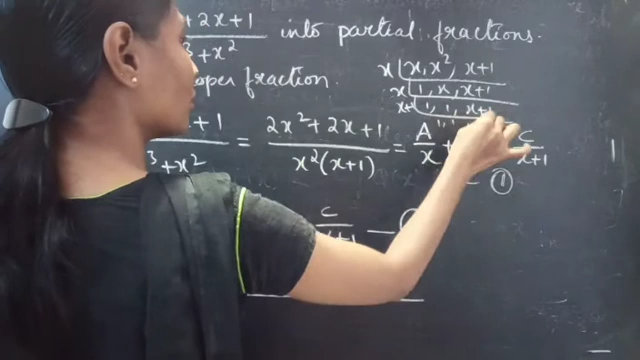 + 2x + 1 into partial fractions.
3 + x²
x | x, x², x+1
oper fraction
x | 1, x, x+1
x+1 | 1, 1, x+1
+ 1 = 2x² + 2x + 1 = A + C
3 + x² x²(x+1) x x+1
— ①
C
—